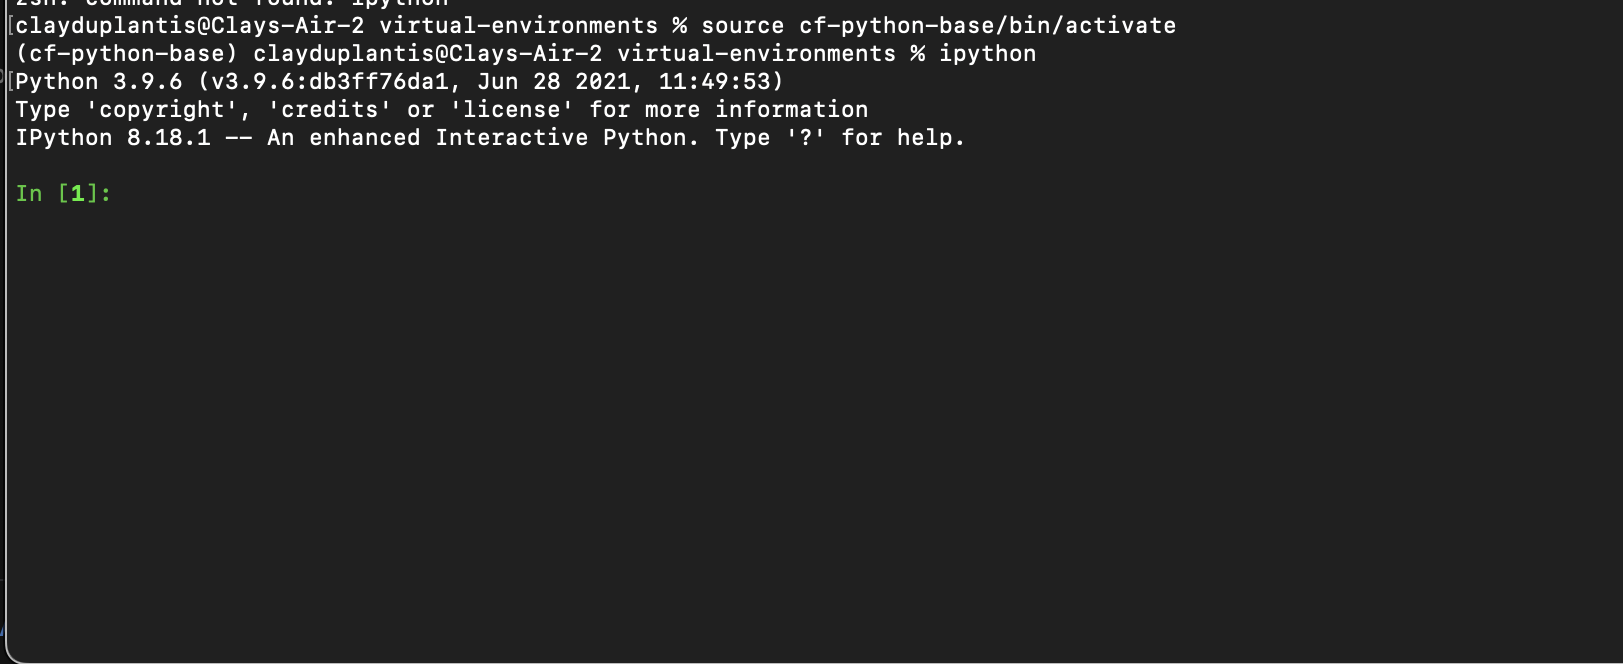 zsh: command not found: ipython
clayduplantis@Clays-Air-2 virtual-environments % source cf-python-base/bin/activate
(cf-python-base) clayduplantis@Clays-Air-2 virtual-environments % ipython
Python 3.9.6 (v3.9.6:db3ff76da1, Jun 28 2021, 11:49:53)
Type 'copyright', 'credits' or 'license' for more information
IPython 8.18.1 -- An enhanced Interactive Python. Type '?' for help.
In [1]: